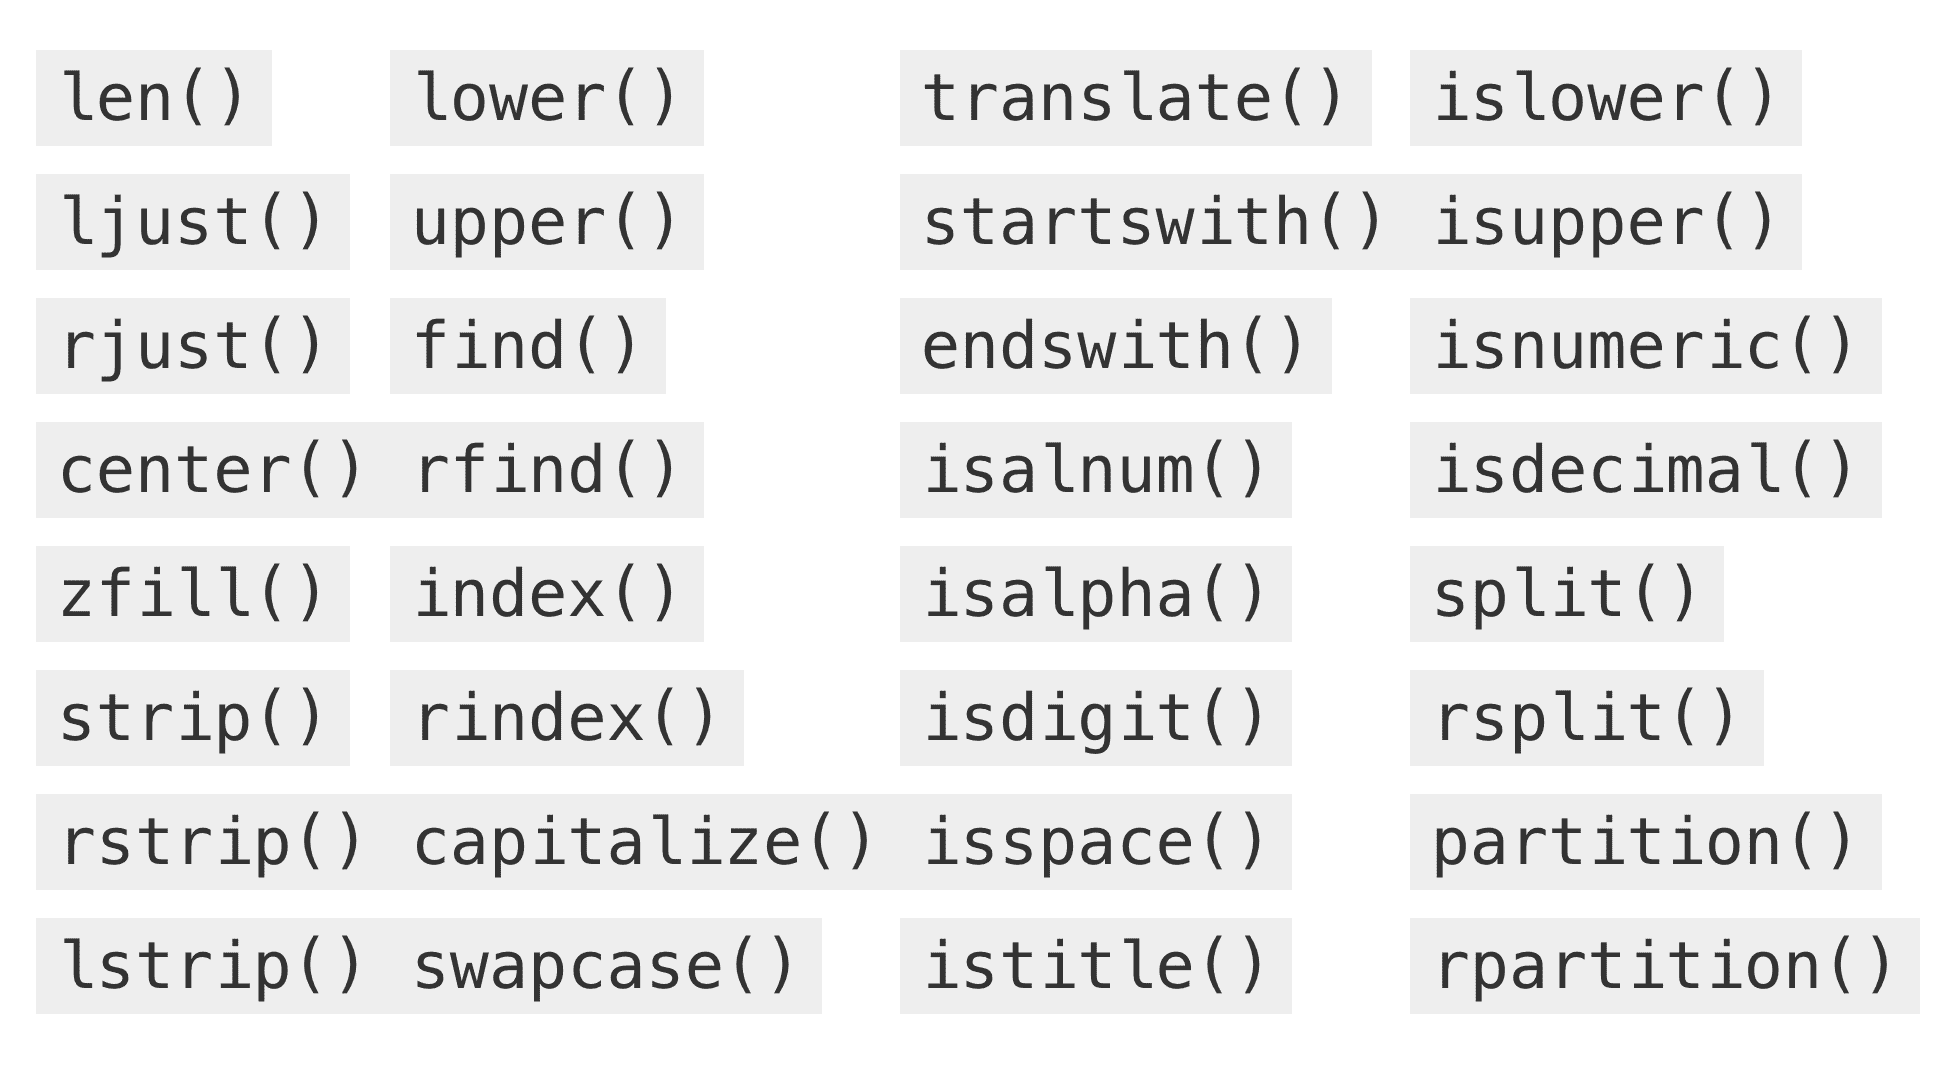 len() lower() translate() islower()
ljust() upper() startswith() isupper()
rjust() find() endswith() isnumeric()
center() rfind() isalnum() isdecimal()
zfill() index() isalpha() split()
strip() rindex() isdigit() rsplit()
rstrip() capitalize() isspace() partition()
lstrip() swapcase() istitle() rpartition()